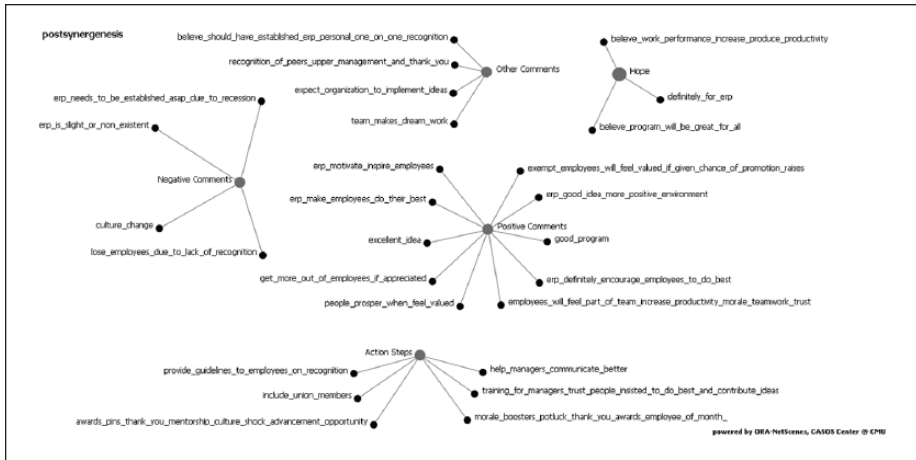 postsynergenesis
believe_should_have_established_erp_personal_one_on_one_recognition
recognition_of_peers_upper_management_and_thank_you
Other Comments
expect_organization_to_implement_ideas
team_makes_dream_work
believe_work_performance_increase_produce_productivity
Hope
definitely_for_erp
believe_program_will_be_great_for_all
erp_needs_to_be_established_asap_due_to_recession
erp_is_slight_or_non_existent
Negative Comments
culture_change
lose_employees_due_to_lack_of_recognition
erp_motivate_inspire_employees
exempt_employees_will_feel_valued_if_given_chance_of_promotion_raises
erp_make_employees_do_their_best
erp_good_idea_more_positive_environment
Positive Comments
excelent_idea
good_program
get_more_out_of_employees_if_appreciated
erp_definitely_encourage_employees_to_do_best
people_prosper_when_feel_valued
employees_will_feel_part_of_team_increase_productivity_morale_teamwork_trust
Action Steps
provide_guidelines_to_employees_on_recognition
help_managers_communicate_better
include_union_members
training_for_managers_trust_people_insisted_to_do_best_and_contribute_ideas
awards_pins_thank_you_mentorship_culture_shock_advancement_opportunity
morale_boosters_potluck_thank_you_awards_employee_of_month_
powered by ORA-NetScenes, CASOS Center @ CMU